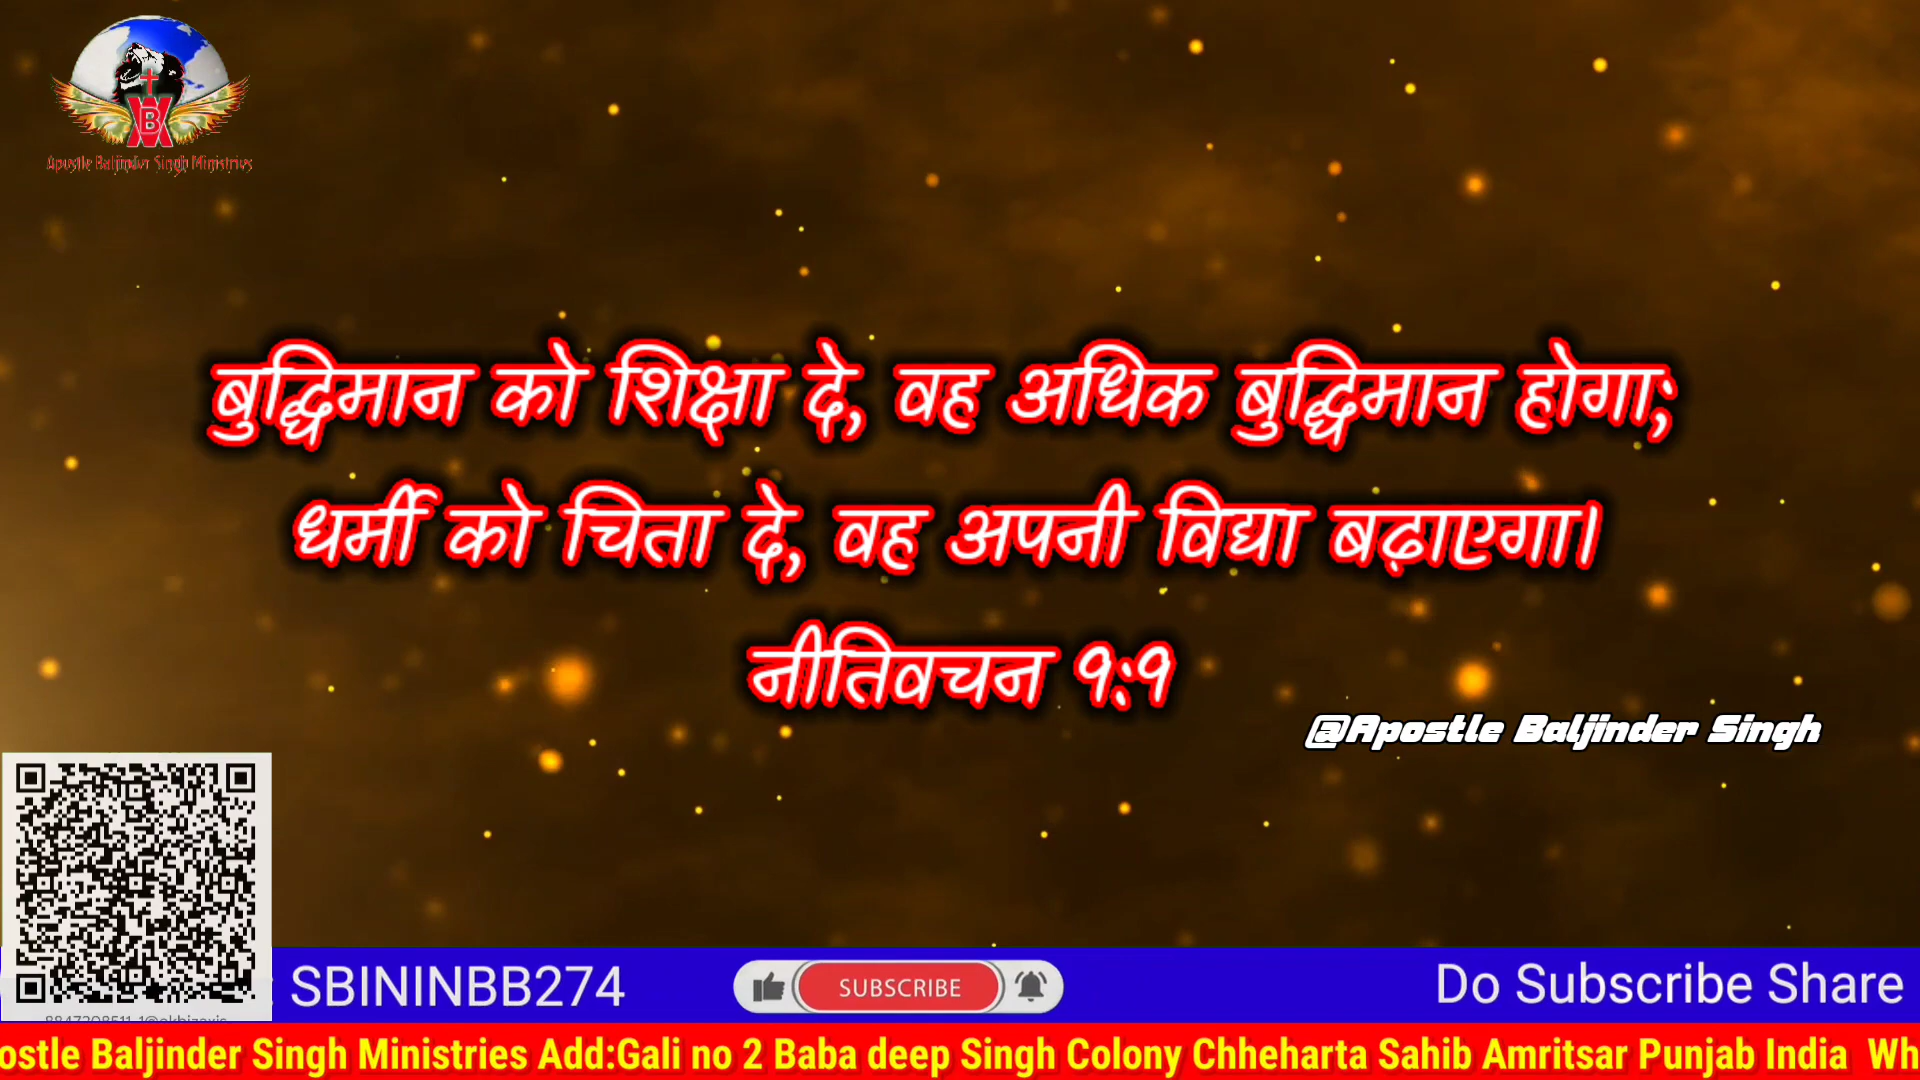 Apostle Baljinder Singh Ministries
बुद्धिमान को शिक्षा दे, वह अधिक बुद्धिमान होगा;
धर्मी को चिता दे, वह अपनी विद्या बढ़ाएगा।
नीतिवचन १:९
@Apostle Baljinder Singh
: SBININBB274
SUBSCRIBE
Do Subscribe Share
ostle Baljinder Singh Ministries Add:Gali no 2 Baba deep Singh Colony Chheharta Sahib Amritsar Punjab India Wh